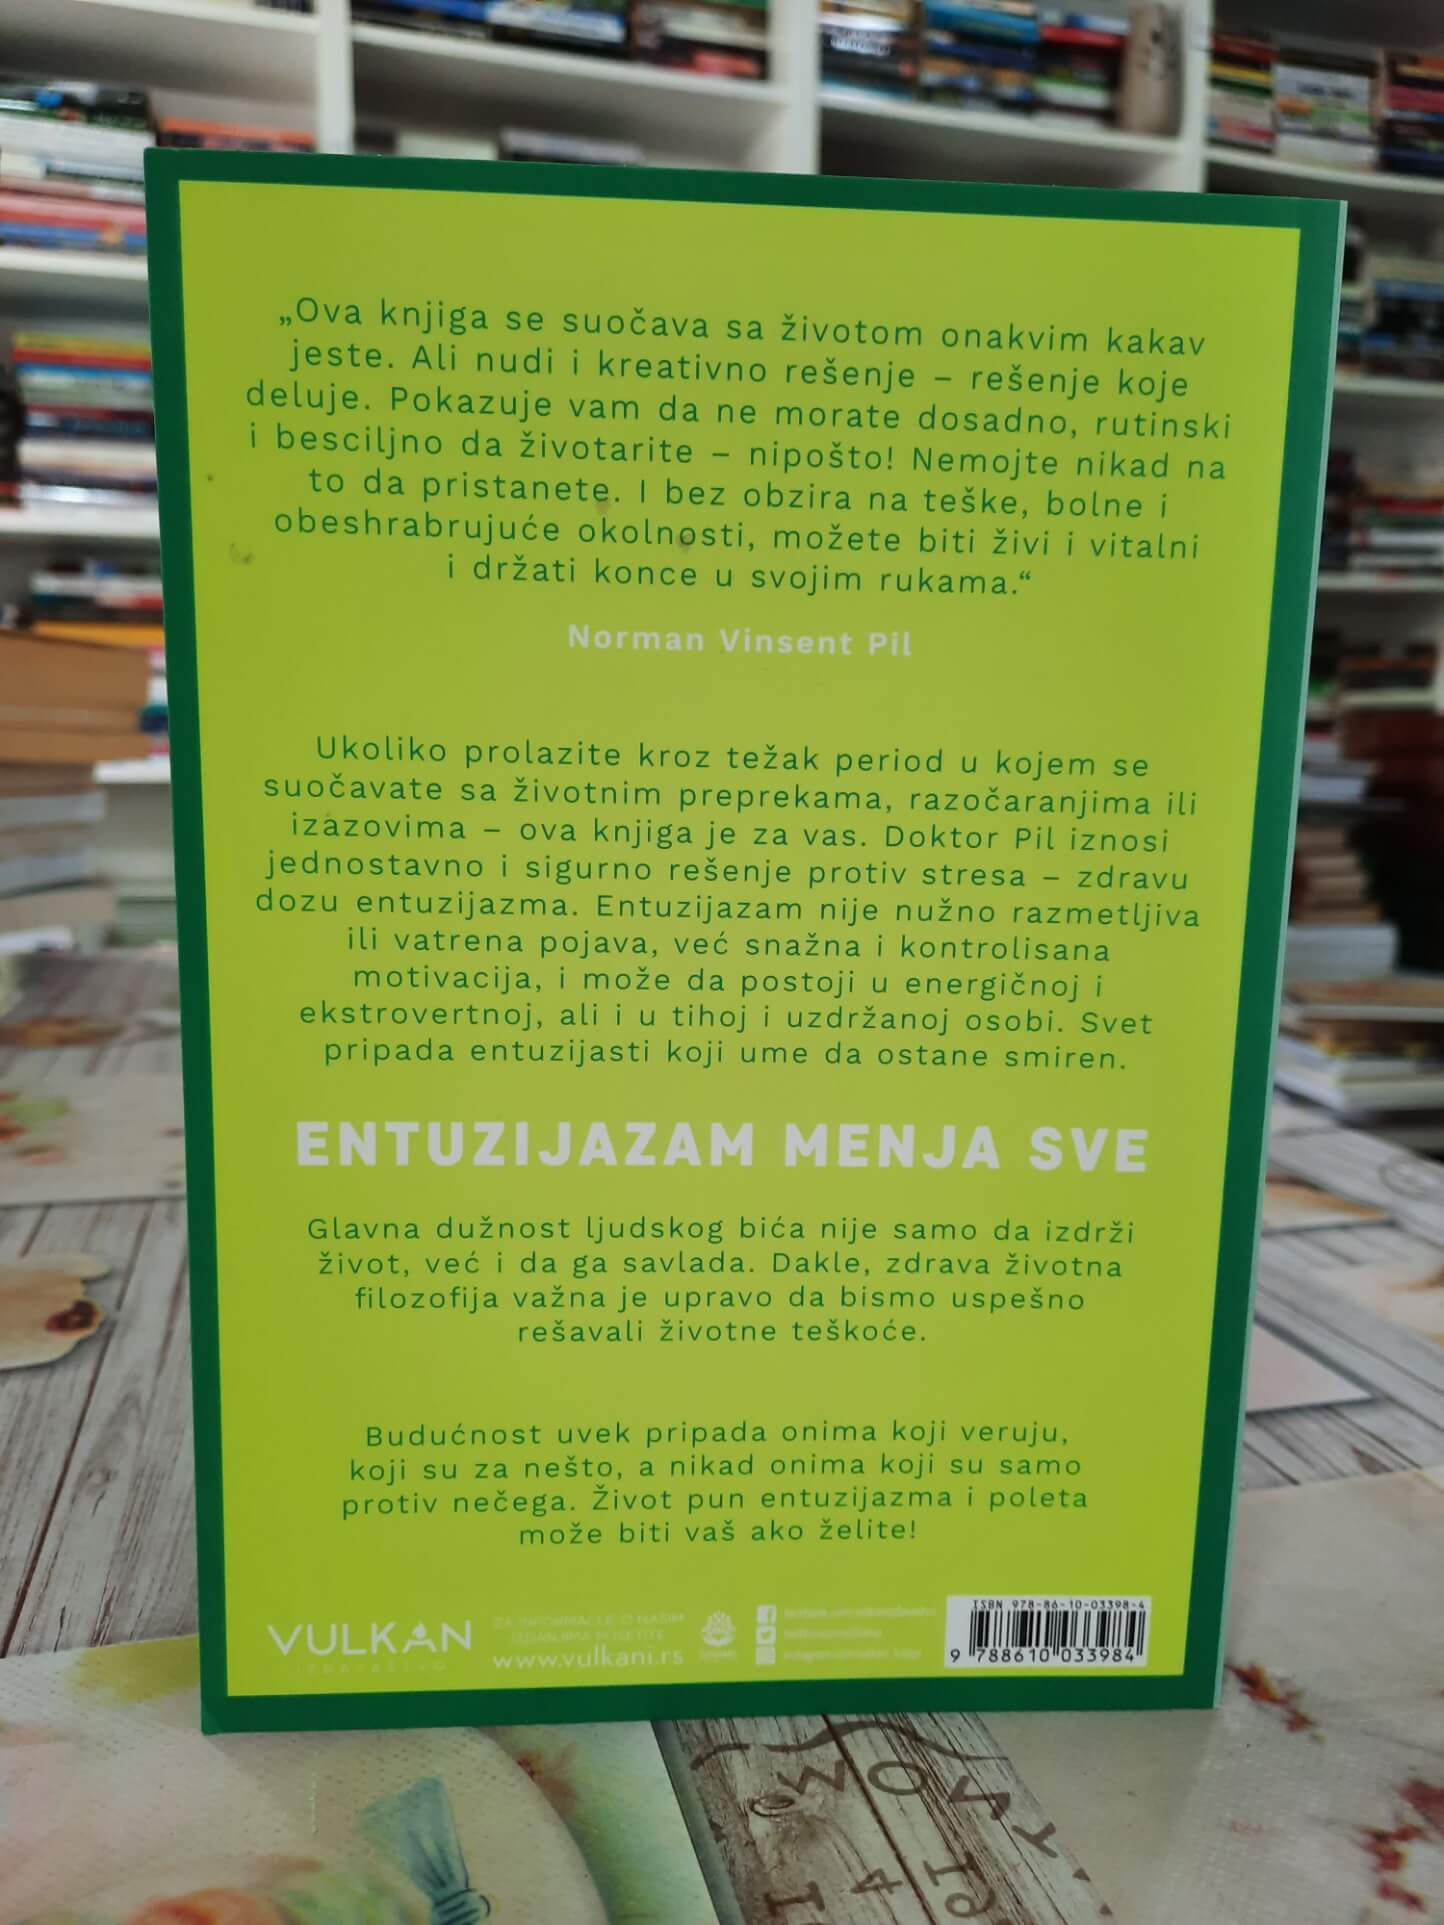 „Ova knjiga se suočava sa životom onakvim kakav
jeste. Ali nudi i kreativno rešenje – rešenje koje
deluje. Pokazuje vam da ne morate dosadno, rutinski
i besciljno da životarite – nipošto! Nemojte nikad na
to da pristanete. I bez obzira na teške, bolne i
obeshrabrujuće okolnosti, možete biti živi i vitalni
i držati konce u svojim rukama.“
Norman Vinsent Pil
Ukoliko prolazite kroz težak period u kojem se
suočavate sa životnim preprekama, razočaranjima ili
izazovima – ova knjiga je za vas. Doktor Pil iznosi
jednostavno i sigurno rešenje protiv stresa – zdravu
dozu entuzijazma. Entuzijazam nije nužno razmetljiva
ili vatrena pojava, već snažna i kontrolisana
motivacija, i može da postoji u energičnoj i
ekstrovertnoj, ali i u tihoj i uzdržanoj osobi. Svet
pripada entuzijasti koji ume da ostane smiren.
ENTUZIJAZAM MENJA SVE
Glavna dužnost ljudskog bića nije samo da izdrži
život, već i da ga savlada. Dakle, zdrava životna
filozofija važna je upravo da bismo uspešno
rešavali životne teškoće.
Budućnost uvek pripada onima koji veruju,
koji su za nešto, a nikad onima koji su samo
protiv nečega. Život pun entuzijazma i poleta
može biti vaš ako želite!
VULKAN
IZDAVAŠTVO
ZA INFORMACIJE O NAŠIM
IZDANJIMA POSETITE
www.vulkani.rs
ISBN 978-86-10-03398-4
9 788610 033984